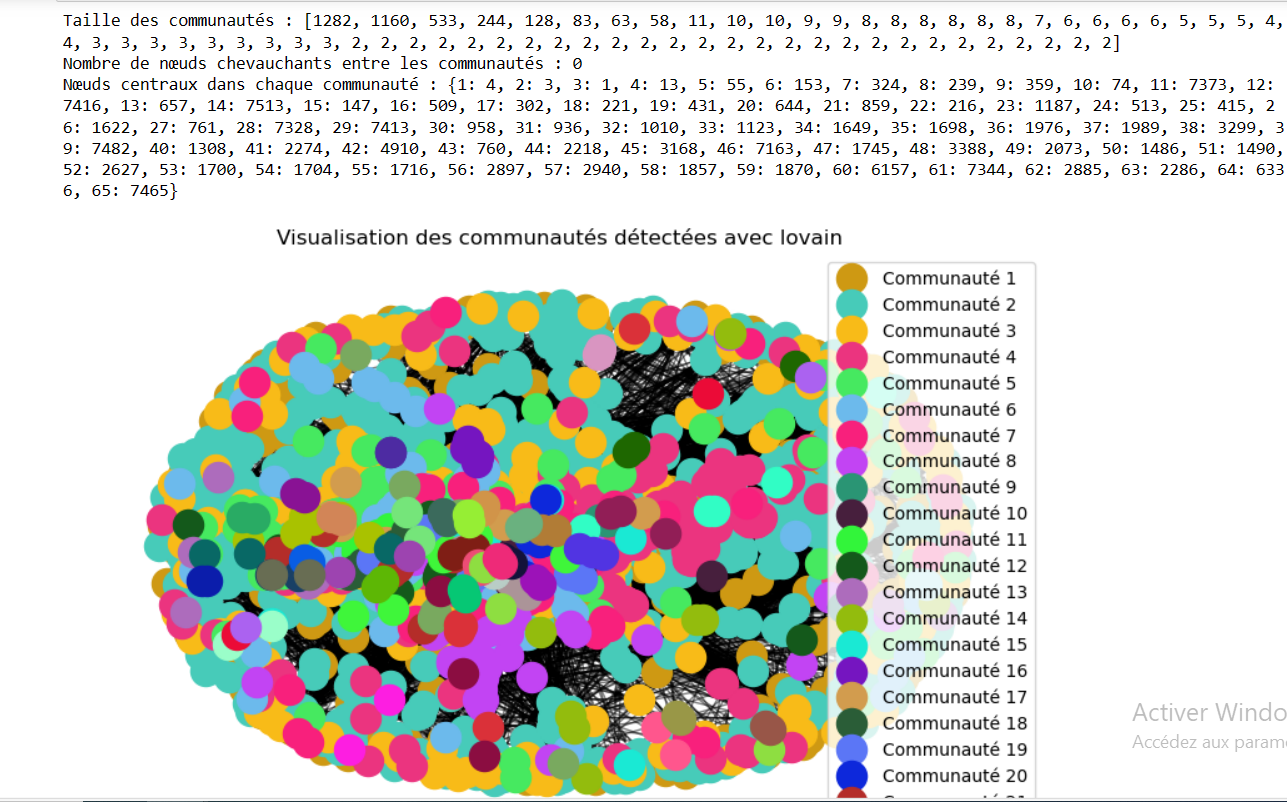 Taille des communautés : [1282, 1160, 533, 244, 128, 83, 63, 58, 11, 10, 10, 9, 9, 8, 8, 8, 8, 8, 8, 7, 6, 6, 6, 6, 5, 5, 5, 4,
4, 3, 3, 3, 3, 3, 3, 3, 3, 3, 2, 2, 2, 2, 2, 2, 2, 2, 2, 2, 2, 2, 2, 2, 2, 2, 2, 2, 2, 2, 2, 2, 2, 2, 2, 2, 2]
Nombre de nœuds chevauchants entre les communautés : 0
Nœuds centraux dans chaque communauté : {1: 4, 2: 3, 3: 1, 4: 13, 5: 55, 6: 153, 7: 324, 8: 239, 9: 359, 10: 74, 11: 7373, 12:
7416, 13: 657, 14: 7513, 15: 147, 16: 509, 17: 302, 18: 221, 19: 431, 20: 644, 21: 859, 22: 216, 23: 1187, 24: 513, 25: 415, 2
6: 1622, 27: 761, 28: 7328, 29: 7413, 30: 958, 31: 936, 32: 1010, 33: 1123, 34: 1649, 35: 1698, 36: 1976, 37: 1989, 38: 3299, 3
9: 7482, 40: 1308, 41: 2274, 42: 4910, 43: 760, 44: 2218, 45: 3168, 46: 7163, 47: 1745, 48: 3388, 49: 2073, 50: 1486, 51: 1490,
52: 2627, 53: 1700, 54: 1704, 55: 1716, 56: 2897, 57: 2940, 58: 1857, 59: 1870, 60: 6157, 61: 7344, 62: 2885, 63: 2286, 64: 633
6, 65: 7465}
Visualisation des communautés détectées avec lovain
Communauté 1
Communauté 2
Communauté 3
Communauté 4
Communauté 5
Communauté 6
Communauté 7
Communauté 8
Communauté 9
Communauté 10
Communauté 11
Communauté 12
Communauté 13
Communauté 14
Communauté 15
Communauté 16
Communauté 17
Communauté 18
Communauté 19
Communauté 20
Activer Windo
Accédez aux param